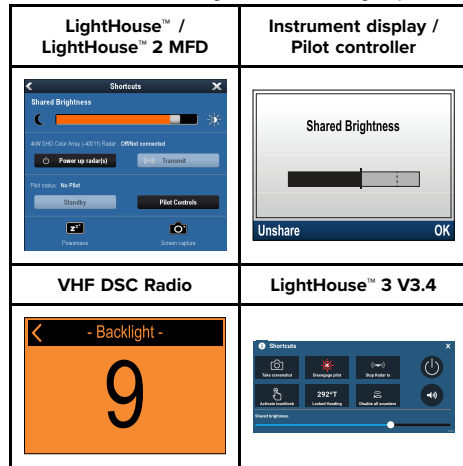 LightHouse™ /
LightHouse™ 2 MFD
Instrument display /
Pilot controller
Shortcuts
Shared Brightness
4kW SHD Color Array (-40011) Radar Off/Not connected
Power up radar(s)
Transmit
Pilot status: No Pilot
Standby
Pilot Controls
Powersave
Screen capture
Shared Brightness
Unshare
OK
VHF DSC Radio
LightHouse™ 3 V3.4
- Backlight -
9
Shortcuts
X
Take screenshot
Disengage pilot
Stop Radar tx
Activate touchlock
292°T
Locked Heading
Disable all sounders
Shared brightness